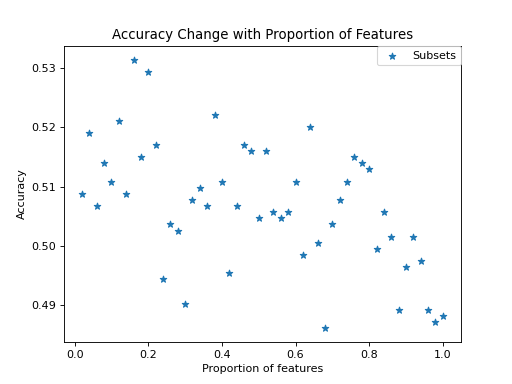 Accuracy Change with Proportion of Features
Subsets
Accuracy
0.53
0.52
0.51
0.50
0.49
0.0 0.2 0.4 0.6 0.8 1.0
Proportion of features